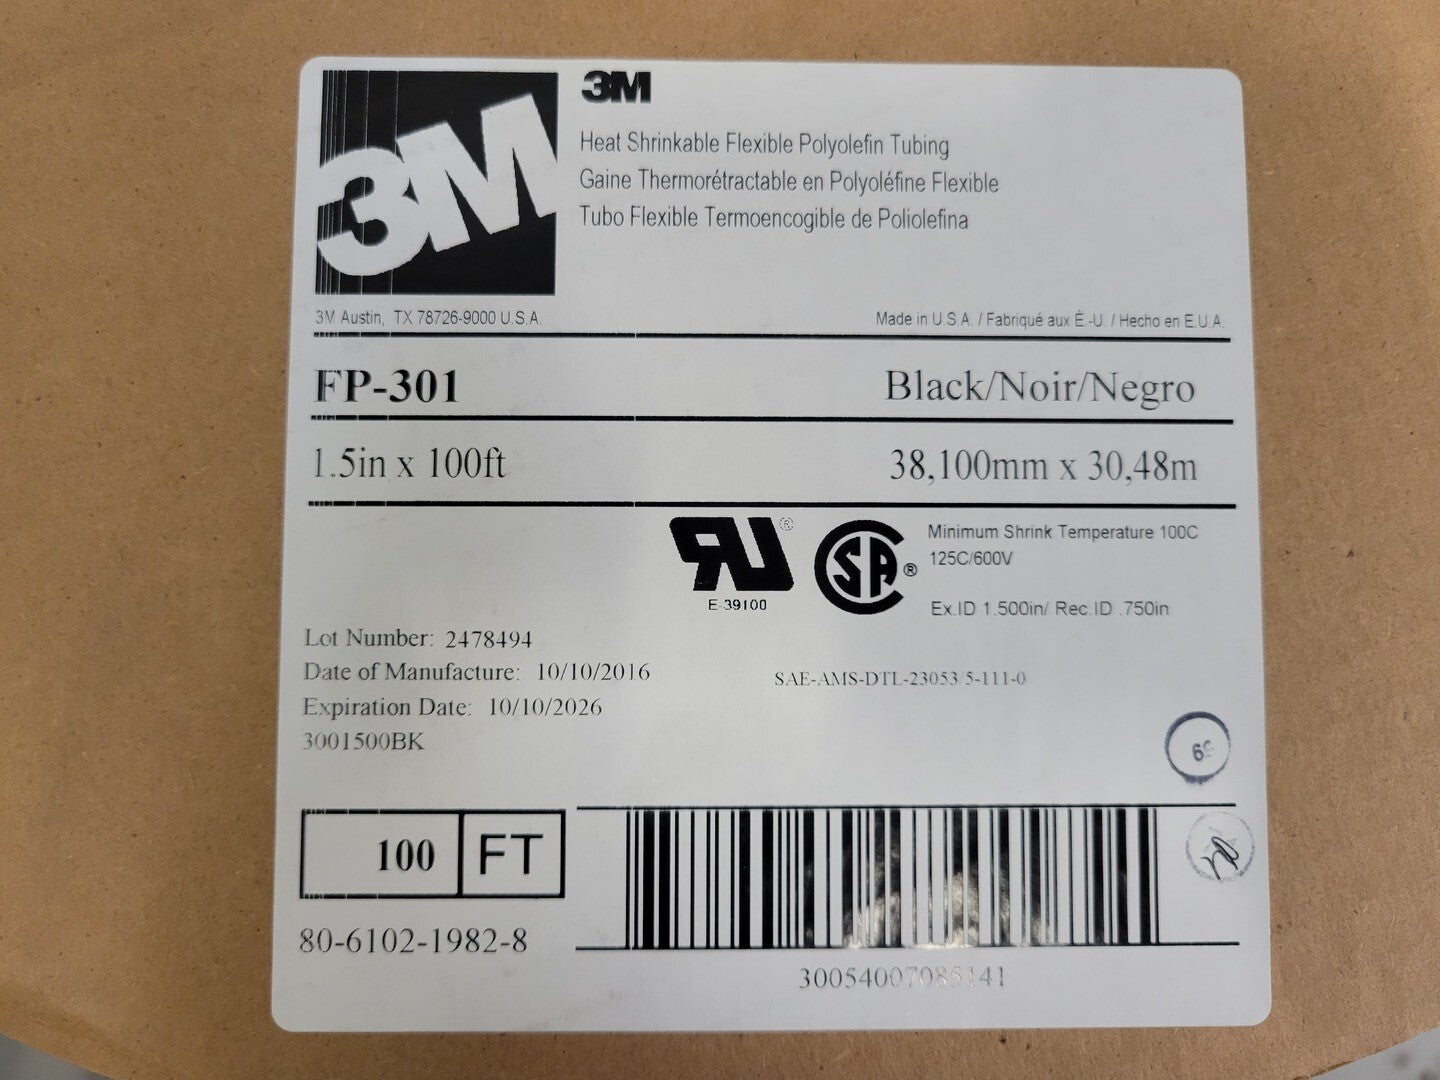 3M
3M
Heat Shrinkable Flexible Polyolefin Tubing
Gaine Thermorétractable en Polyoléfine Flexible
Tubo Flexible Termoencogible de Poliolefina
3M Austin, TX 78726-9000 U.S.A.
Made in U.S.A. / Fabriqué aux È.-U. / Hecho en E.U.A.
FP-301
Black/Noir/Negro
1.5in x 100ft
38,100mm x 30,48m
RU®
E-39100
CSA®
Minimum Shrink Temperature 100C
125C/600V
Ex.ID 1.500in/ Rec.ID .750in
Lot Number: 2478494
Date of Manufacture: 10/10/2016
SAE-AMS-DTL-23053/5-111-0
Expiration Date: 10/10/2026
3001500BK
100 FT
80-6102-1982-8
30054007085141